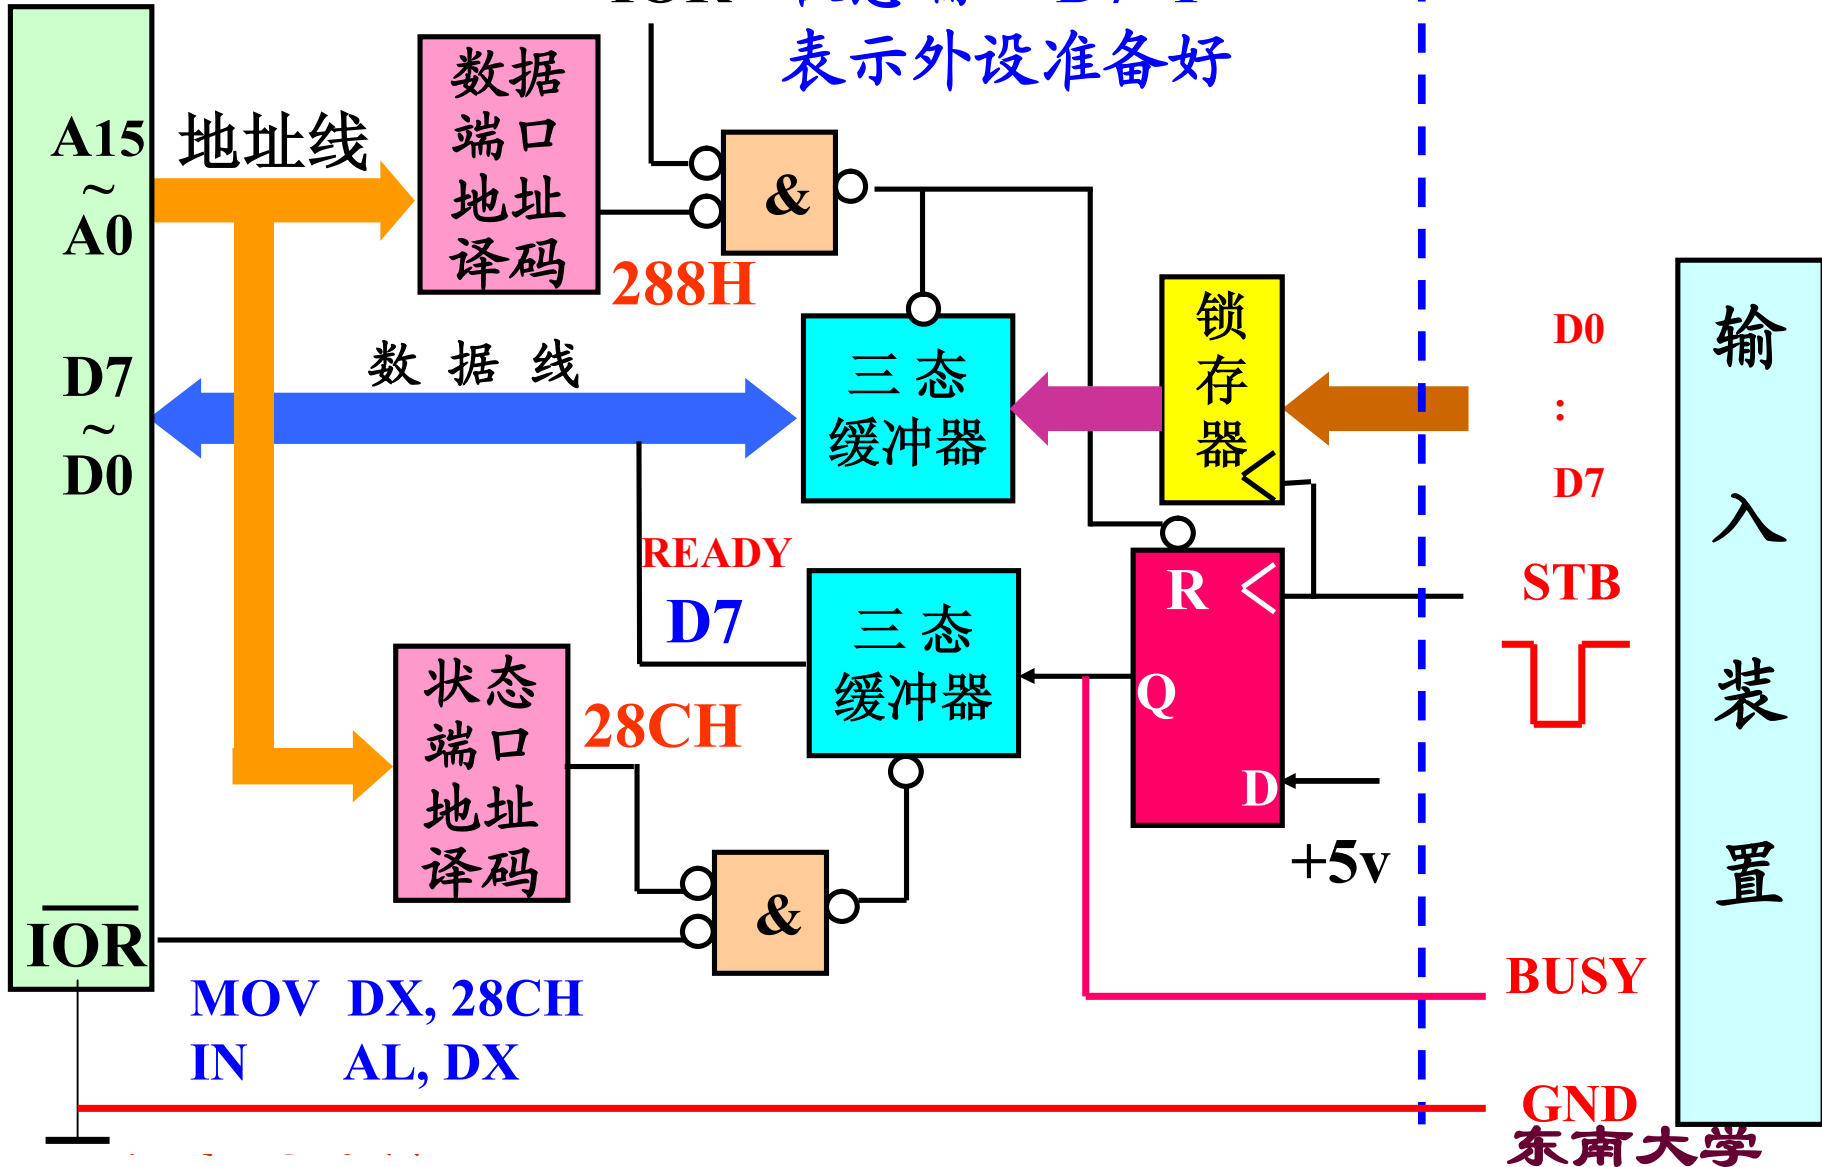 表示外设准备好
A15
~
A0
地址线
数据
端口
地址
译码
&
288H
D7
~
D0
数 据 线
三 态
缓冲器
锁
存
器
D0
:
D7
输
入
装
置
READY
D7
三 态
缓冲器
R
Q
D
STB
状态
端口
地址
译码
28CH
&
+5v
IOR
BUSY
MOV DX, 28CH
IN AL, DX
GND
东南大学